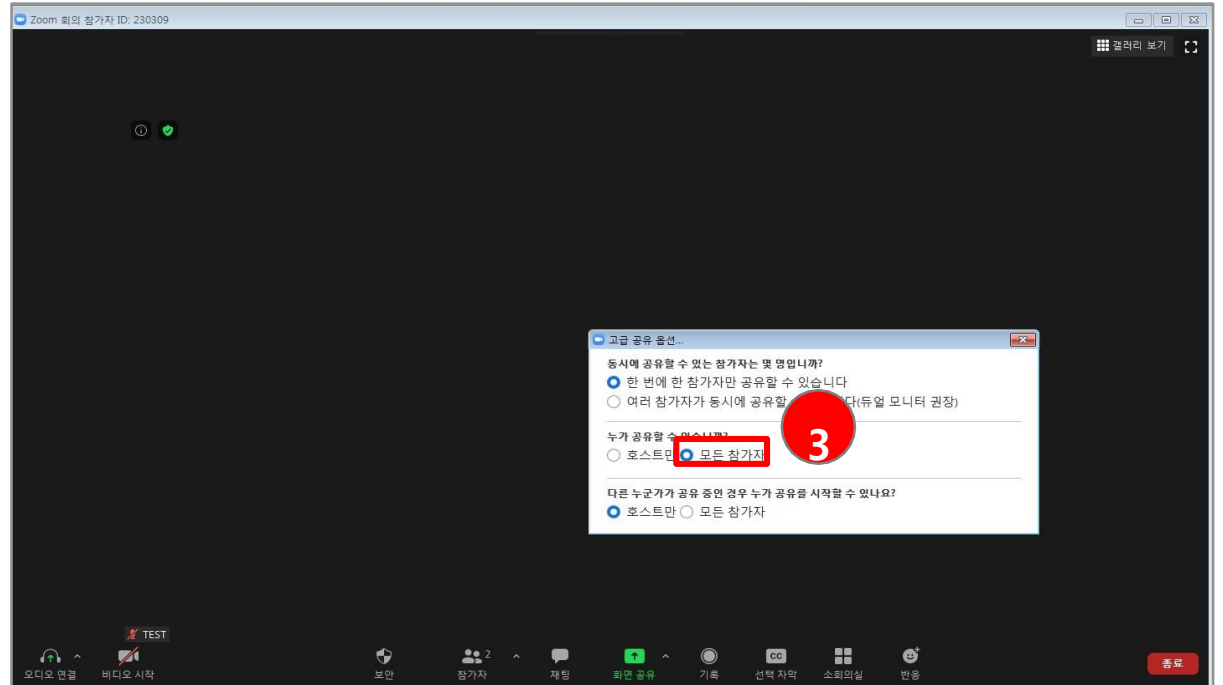 Zoom 회의 참가자 ID: 230309
갤러리 보기
고급 공유 옵션...
동시에 공유할 수 있는 참가자는 몇 명입니까?
한 번에 한 참가자만 공유할 수 있습니다
여러 참가자가 동시에 공유할 (듀얼 모니터 권장)
누가 공유할 수 있습니까?
호스트만 모든 참가자
3
다른 누군가가 공유 중인 경우 누가 공유를 시작할 수 있나요?
호스트만 모든 참가자
TEST
2
CC
오디오 연결 비디오 시작 보안 참가자 채팅 화면 공유 기록 선택 자막 소회의실 반응 종료